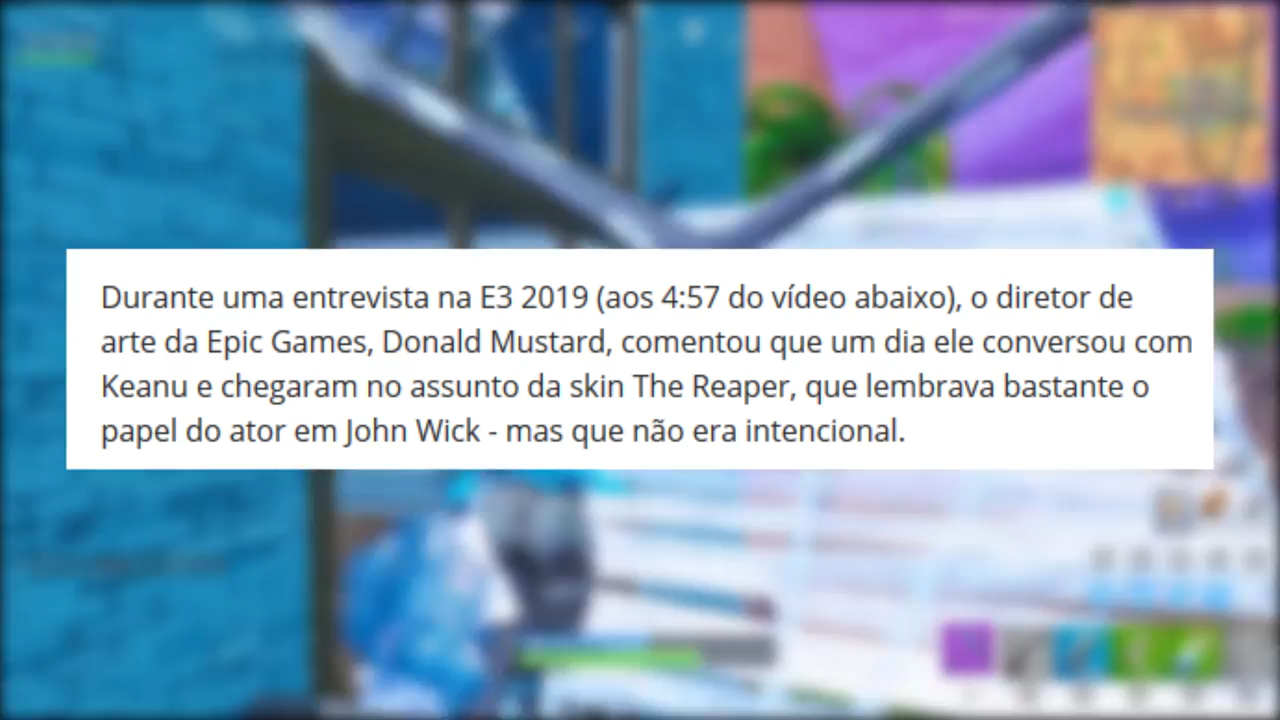 Durante uma entrevista na E3 2019 (aos 4:57 do vídeo abaixo), o diretor de
arte da Epic Games, Donald Mustard, comentou que um dia ele conversou com
Keanu e chegaram no assunto da skin The Reaper, que lembrava bastante o
papel do ator em John Wick - mas que não era intencional.